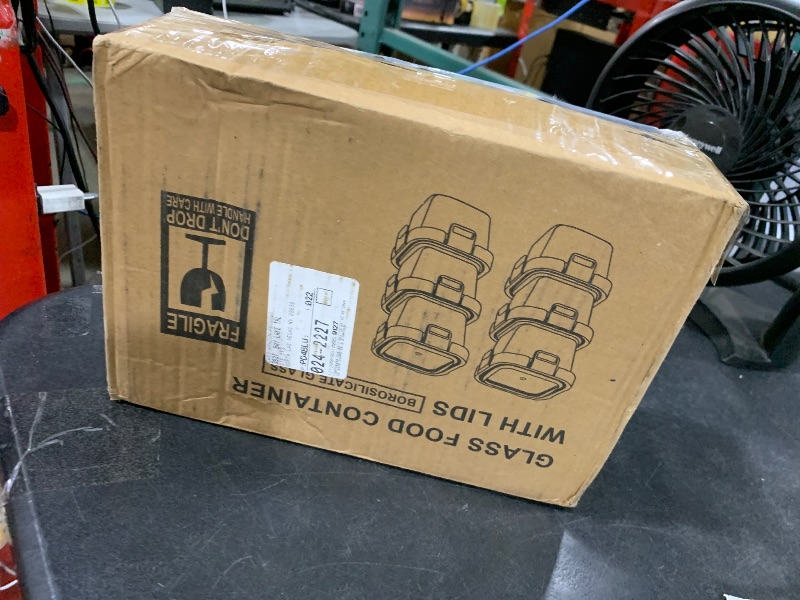 GLASS FOOD CONTAINER
WITH LIDS
BOROSILICATE GLASS
FRAGILE
DON'T DROP
HANDLE WITH CARE
024-2227